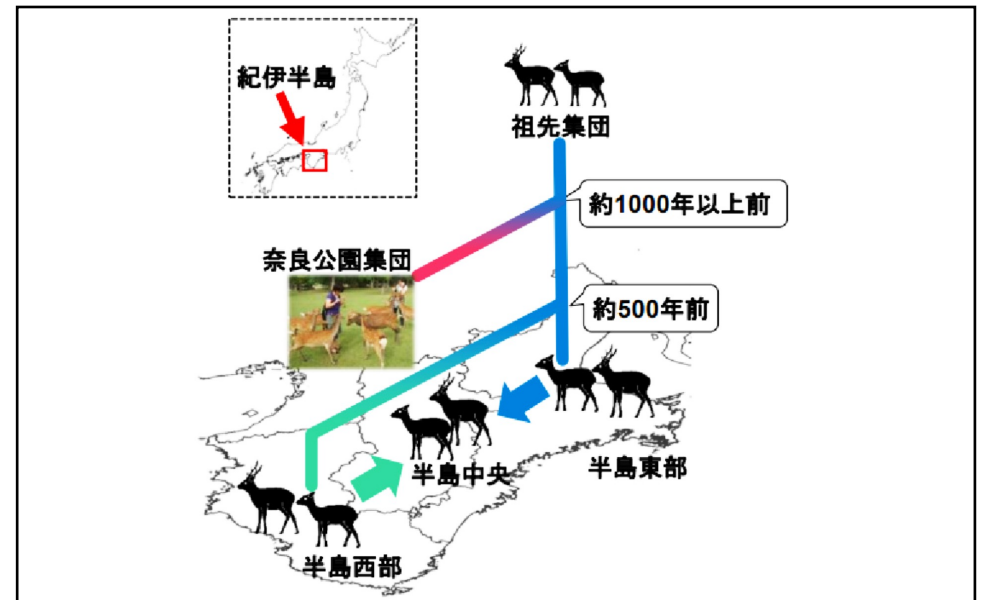 紀伊半島
祖先集団
約1000年以上前
奈良公園集団
約500年前
半島中央
半島東部
半島西部